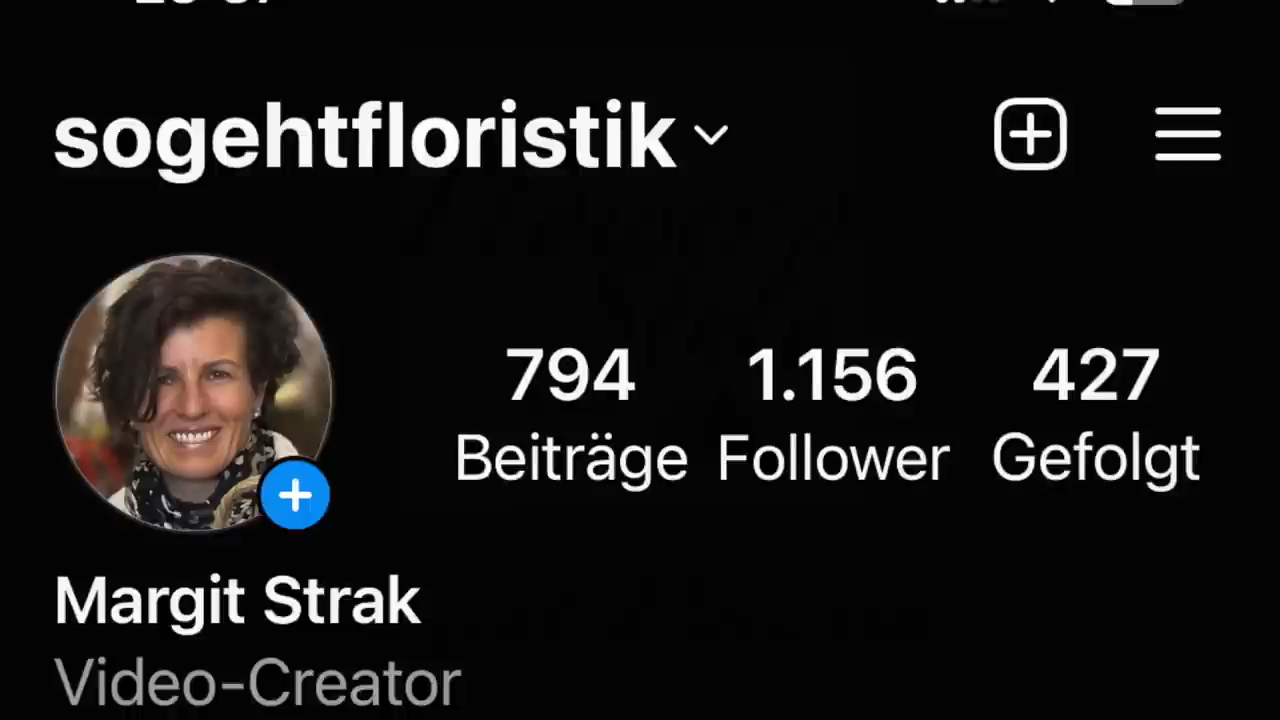 sogehtfloristik
794 1.156 427
Beiträge Follower Gefolgt
Margit Strak
Video-Creator